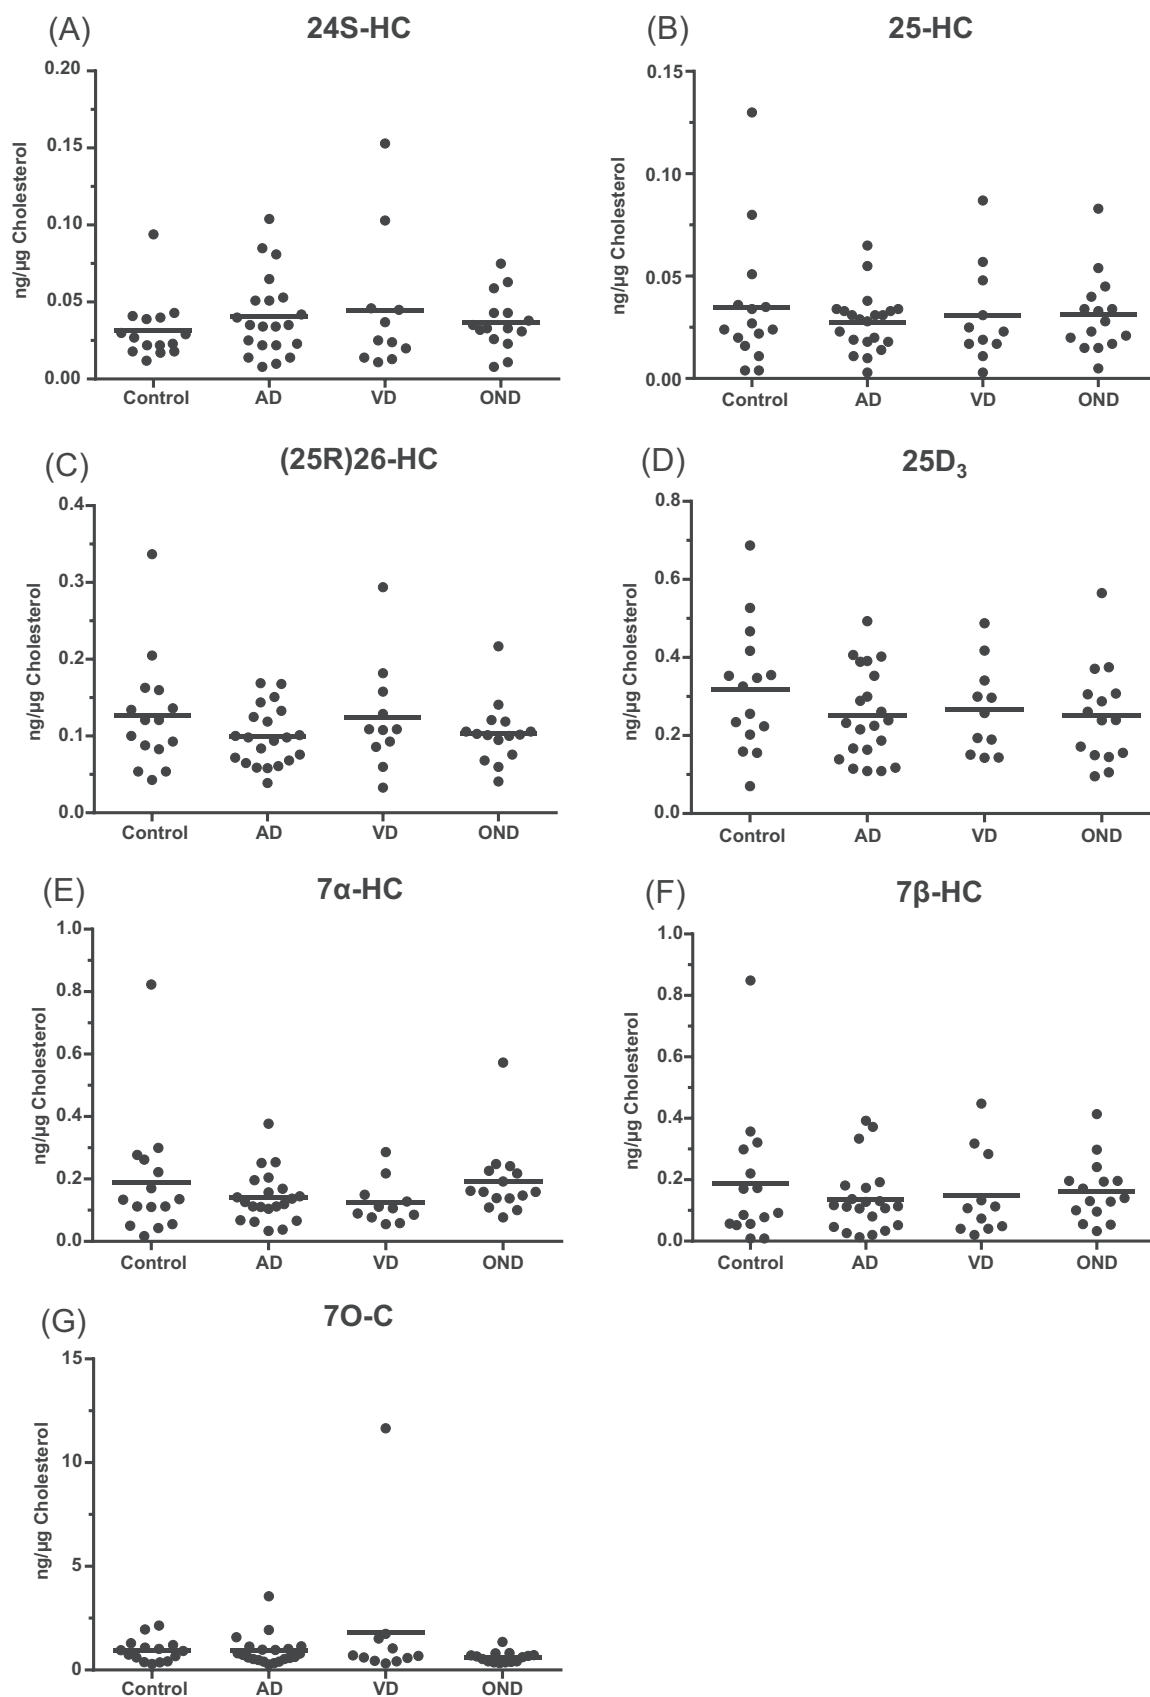 (A) 24S-HC
ng/µg Cholesterol
0.20
0.15
0.10
0.05
0.00
Control AD VD OND
(B) 25-HC
ng/µg Cholesterol
0.15
0.10
0.05
0.00
Control AD VD OND
(C) (25R)26-HC
ng/µg Cholesterol
0.4
0.3
0.2
0.1
0.0
Control AD VD OND
(D) 25D₃
ng/µg Cholesterol
0.8
0.6
0.4
0.2
0.0
Control AD VD OND
(E) 7α-HC
ng/µg Cholesterol
1.0
0.8
0.6
0.4
0.2
0.0
Control AD VD OND
(F) 7β-HC
ng/µg Cholesterol
1.0
0.8
0.6
0.4
0.2
0.0
Control AD VD OND
(G) 7O-C
ng/µg Cholesterol
15
10
5
0
Control AD VD OND